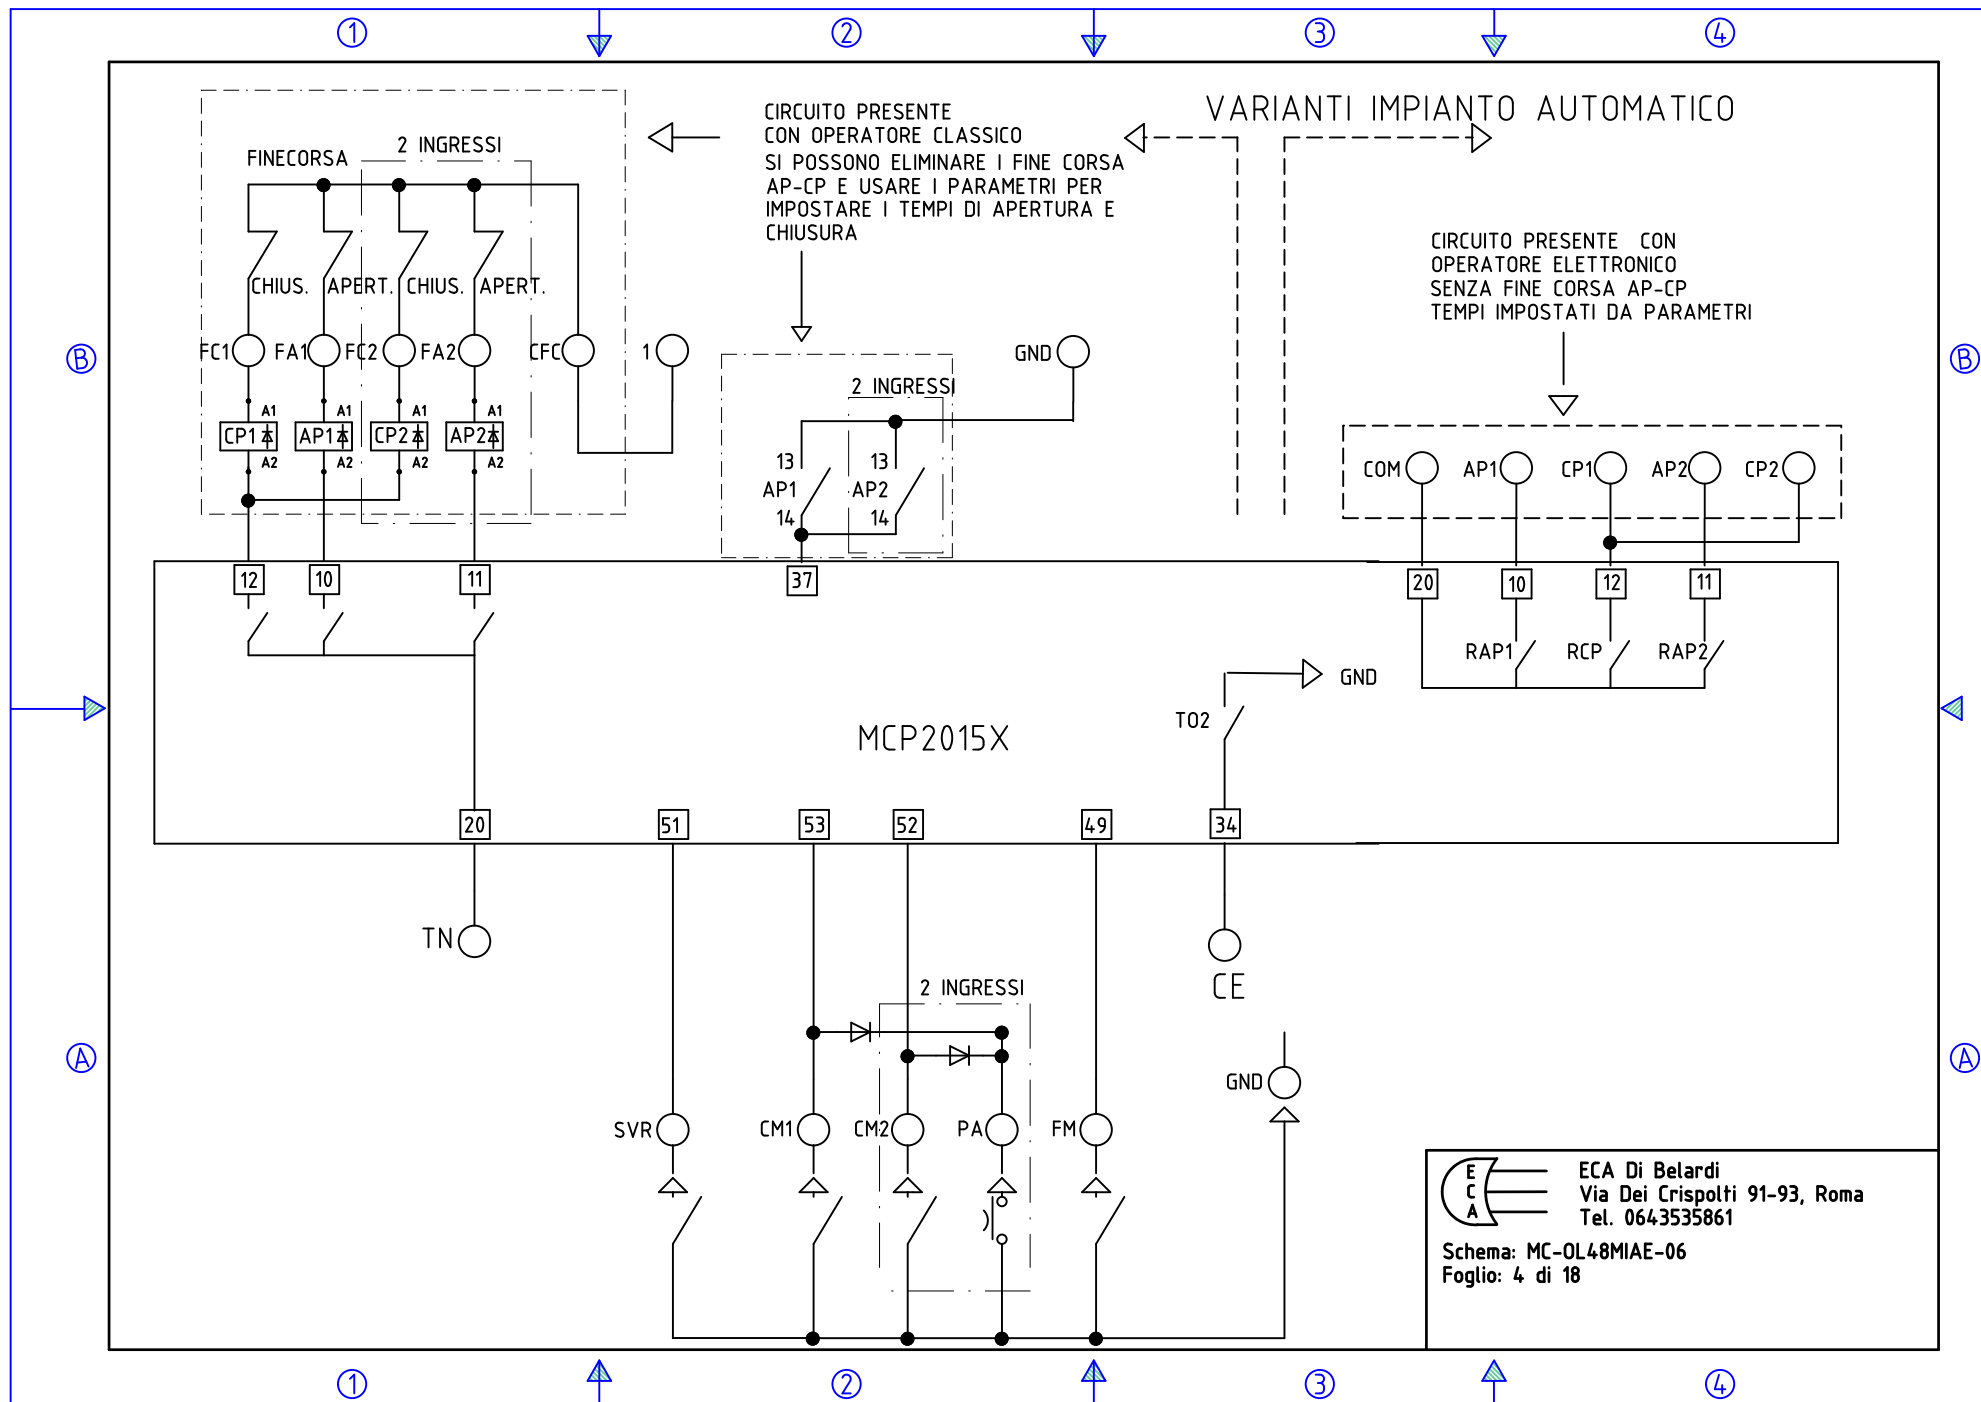 1 2 3 4
VARIANTI IMPIANTO AUTOMATICO
CIRCUITO PRESENTE
CON OPERATORE CLASSICO
SI POSSONO ELIMINARE I FINE CORSA
AP-CP E USARE I PARAMETRI PER
IMPOSTARE I TEMPI DI APERTURA E
CHIUSURA
FINECORSA
2 INGRESSI
CHIUS. APERT. CHIUS. APERT.
FC1 FA1 FC2 FA2 CFC 1
A1 A1 A1 A1
CP1 AP1 CP2 AP2
A2 A2 A2 A2
GND
2 INGRESSI
13 13
AP1 AP2
14 14
CIRCUITO PRESENTE CON
OPERATORE ELETTRONICO
SENZA FINE CORSA AP-CP
TEMPI IMPOSTATI DA PARAMETRI
B B
COM AP1 CP1 AP2 CP2
12 10 11 37 20 10 12 11
RAP1 RCP RAP2
GND
TO2
MCP2015X
20 51 53 52 49 34
TN
CE
2 INGRESSI
A A
GND
SVR CM1 CM2 PA FM
E
C
A
ECA Di Belardi
Via Dei Crispolti 91-93, Roma
Tel. 0643535861
Schema: MC-OL48MIAE-06
Foglio: 4 di 18
1 2 3 4